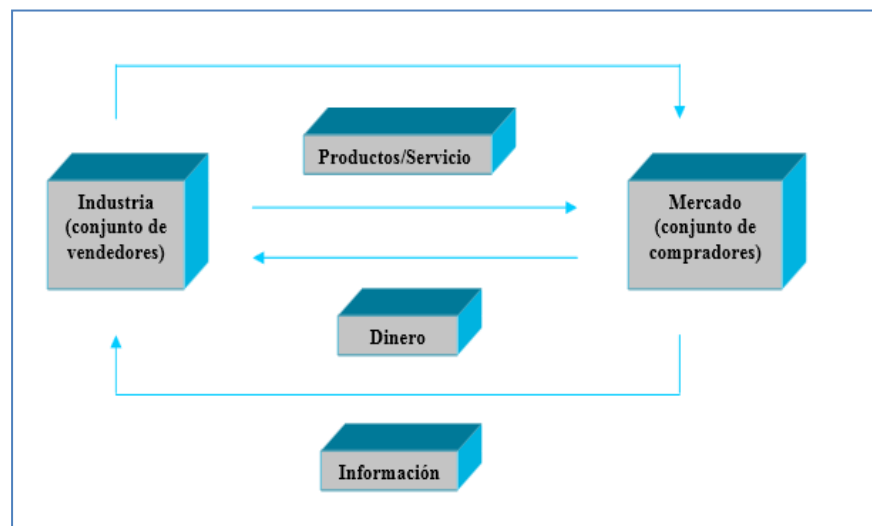 Productos/Servicio
Industria
(conjunto de
vendedores)
Mercado
(conjunto de
compradores)
Dinero
Información